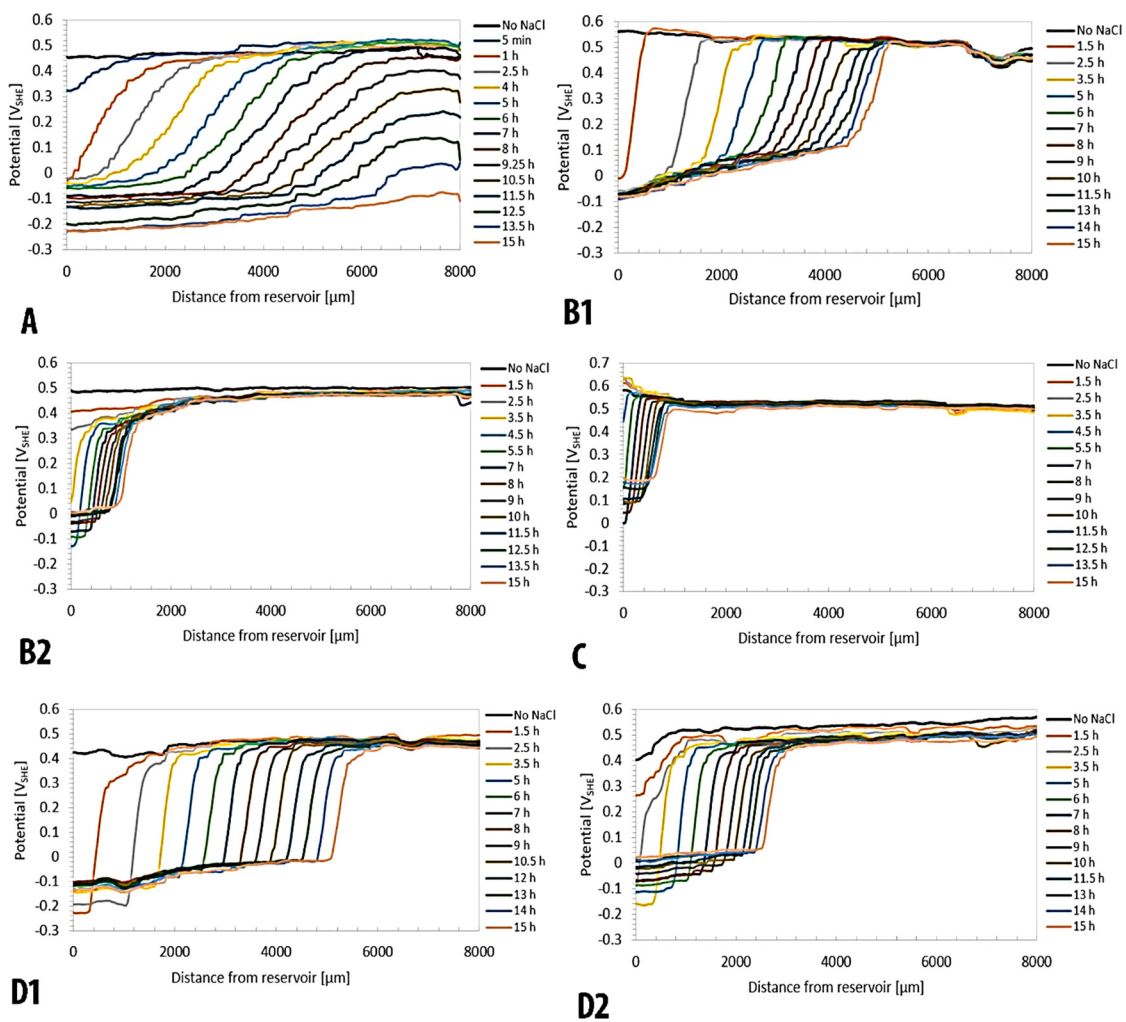 0.6
0.5
0.4
0.3
0.2
0.1
0
-0.1
-0.2
-0.3
Potential [VSHE]
0 2000 4000 6000 8000
Distance from reservoir [µm]
No NaCl
5 min
1 h
2.5 h
4 h
5 h
6 h
7 h
8 h
9.25 h
10.5 h
11.5 h
12.5
13.5 h
15 h
A
0.6
0.5
0.4
0.3
0.2
0.1
0
-0.1
-0.2
-0.3
Potential [VSHE]
0 2000 4000 6000 8000
Distance from reservoir [µm]
No NaCl
1.5 h
2.5 h
3.5 h
5 h
6 h
7 h
8 h
9 h
10 h
11.5 h
13 h
14 h
15 h
B1
0.6
0.5
0.4
0.3
0.2
0.1
0
-0.1
-0.2
-0.3
Potential [VSHE]
0 2000 4000 6000 8000
Distance from reservoir [µm]
No NaCl
1.5 h
2.5 h
3.5 h
4.5 h
5.5 h
7 h
8 h
9 h
10 h
11.5 h
12.5 h
13.5 h
15 h
B2
0.7
0.6
0.5
0.4
0.3
0.2
0.1
0
-0.1
-0.2
-0.3
Potential [VSHE]
0 2000 4000 6000 8000
Distance from reservoir [µm]
No NaCl
1.5 h
2.5 h
3.5 h
4.5 h
5.5 h
7 h
8 h
9 h
10 h
11.5 h
12.5 h
13.5 h
15 h
C
0.6
0.5
0.4
0.3
0.2
0.1
0
-0.1
-0.2
-0.3
Potential [VSHE]
0 2000 4000 6000 8000
Distance from reservoir [µm]
No NaCl
1.5 h
2.5 h
3.5 h
5 h
6 h
7 h
8 h
9 h
10.5 h
12 h
13 h
14 h
15 h
D1
0.6
0.5
0.4
0.3
0.2
0.1
0
-0.1
-0.2
-0.3
Potential [VSHE]
0 2000 4000 6000 8000
Distance from reservoir [µm]
No NaCl
1.5 h
2.5 h
3.5 h
5 h
6 h
7 h
8 h
9 h
10 h
11.5 h
13 h
14 h
15 h
D2